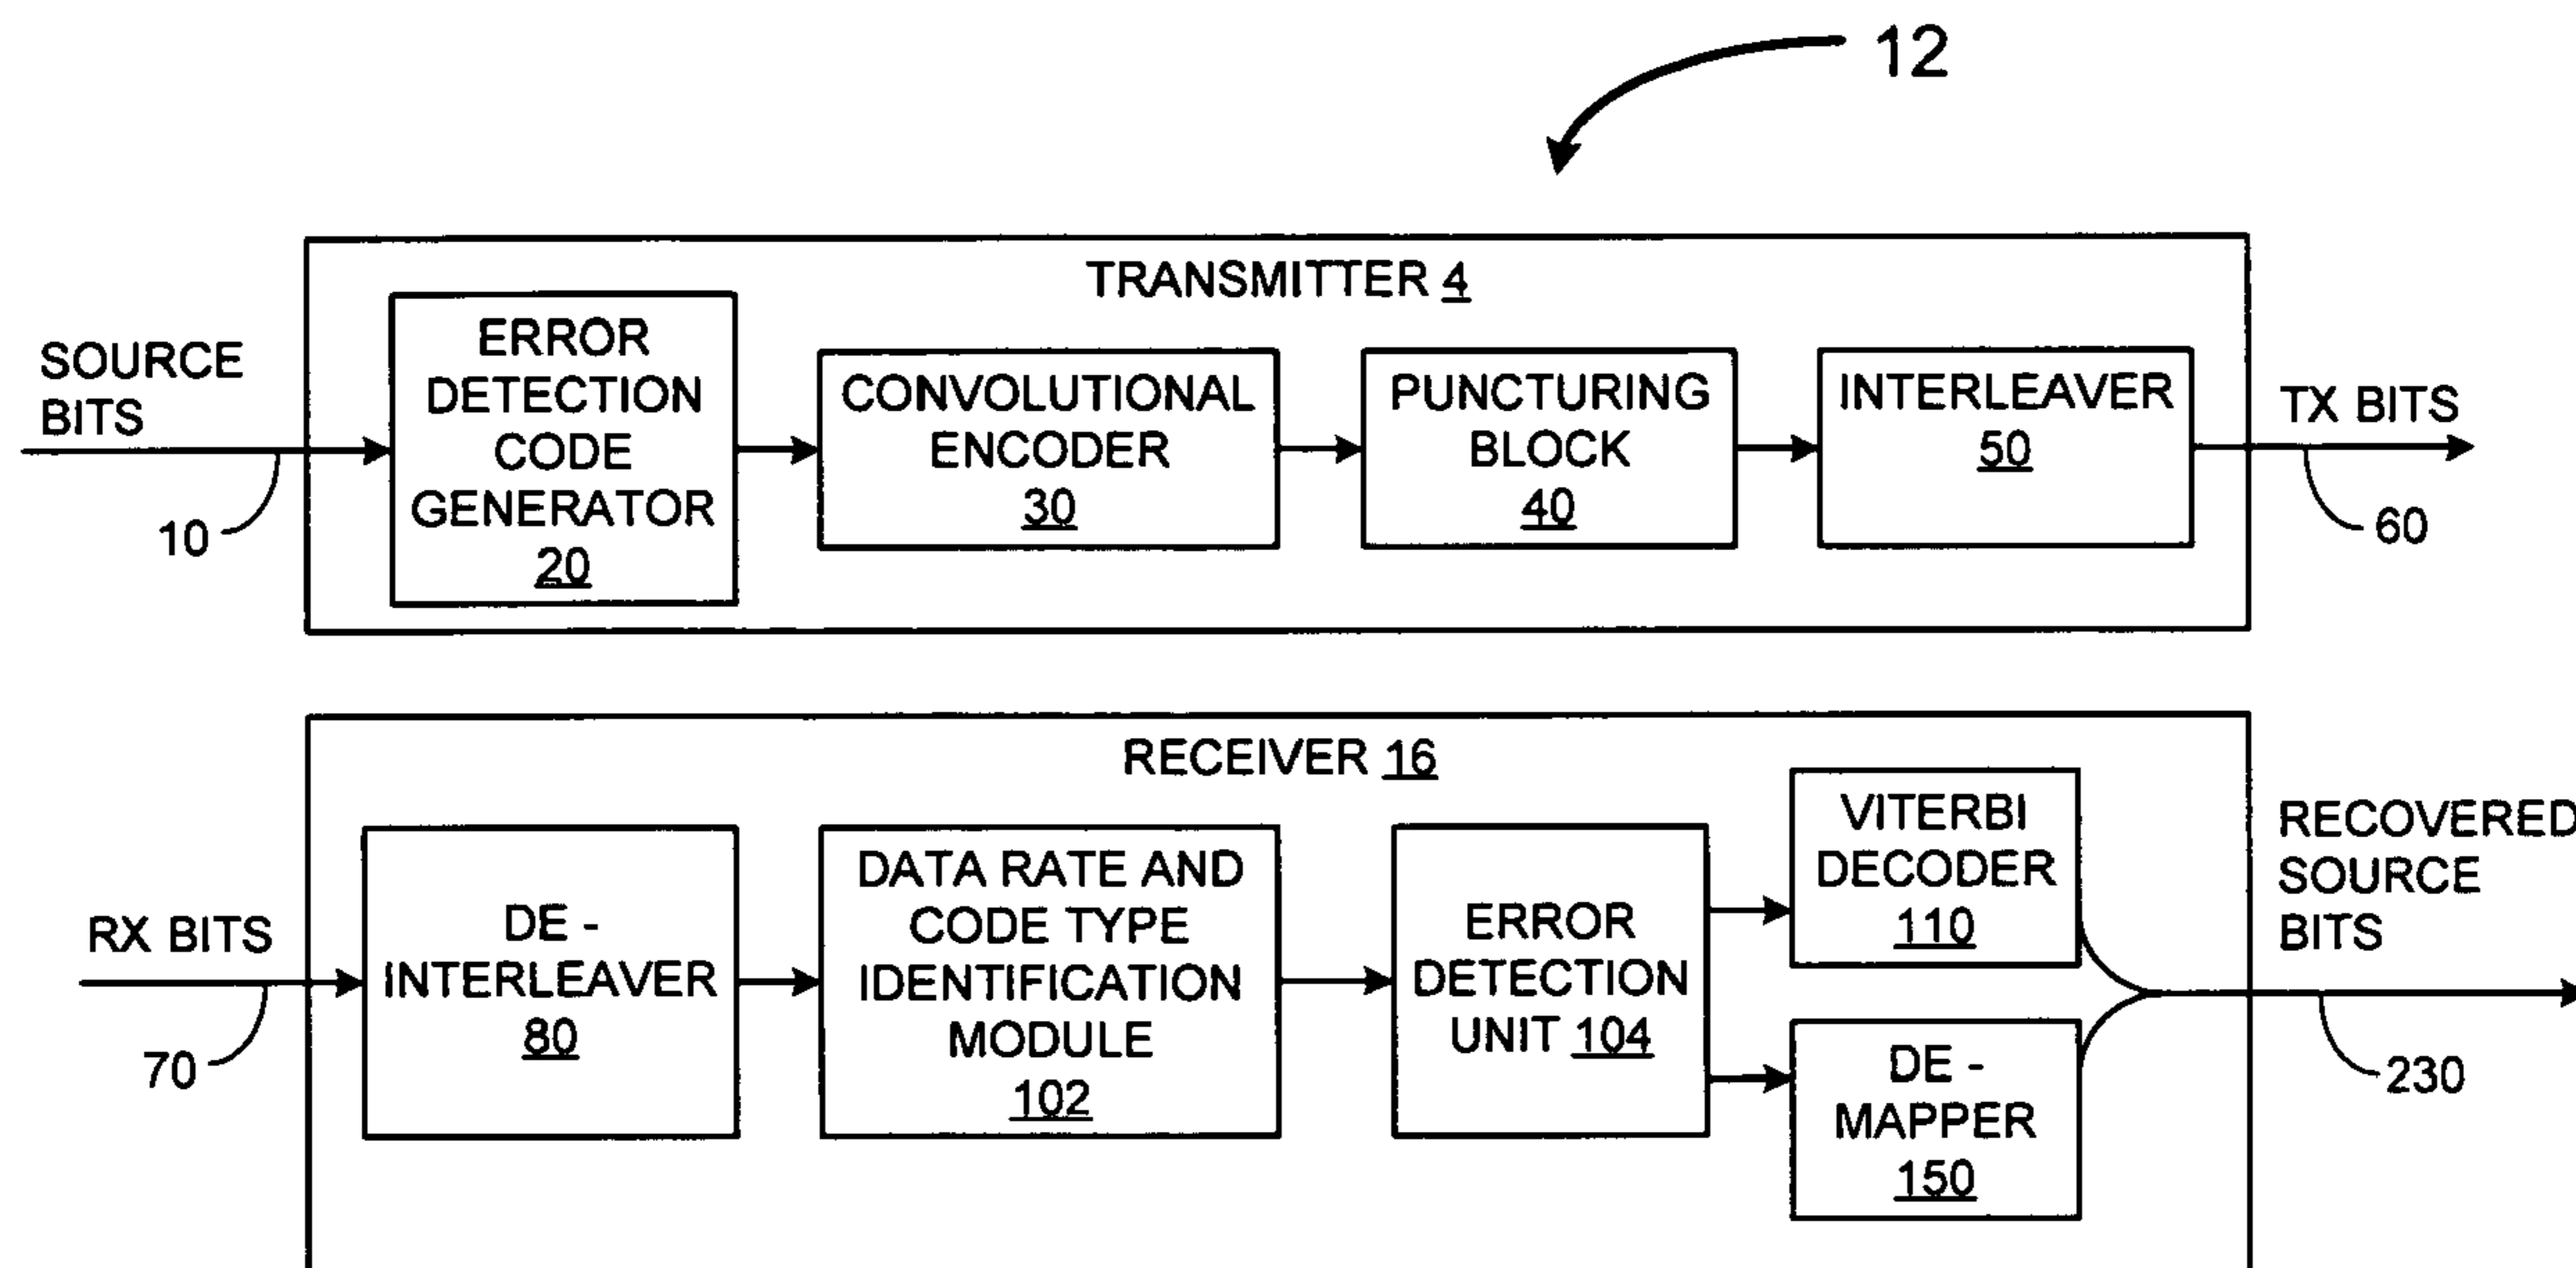 12
TRANSMITTER 4
SOURCE
BITS
10
ERROR
DETECTION
CODE
GENERATOR
20
CONVOLUTIONAL
ENCODER
30
PUNCTURING
BLOCK
40
INTERLEAVER
50
TX BITS
60
RECEIVER 16
RX BITS
70
DE -
INTERLEAVER
80
DATA RATE AND
CODE TYPE
IDENTIFICATION
MODULE
102
ERROR
DETECTION
UNIT 104
VITERBI
DECODER
110
DE -
MAPPER
150
RECOVERED
SOURCE
BITS
230